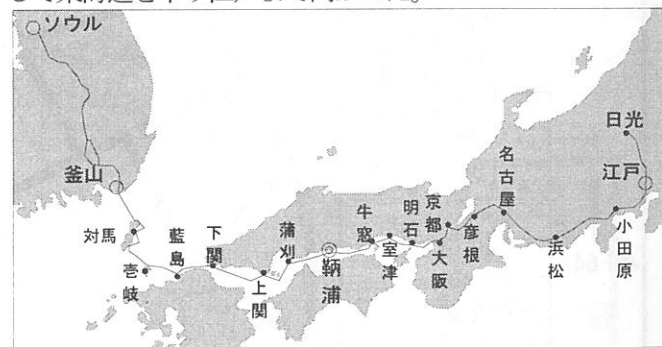 ソウル
釜山
対馬
壱岐
藍島
下関
上関
蒲刈
鞆浦
牛窓
室津
明石
大阪
京都
彦根
名古屋
浜松
小田原
江戸
日光